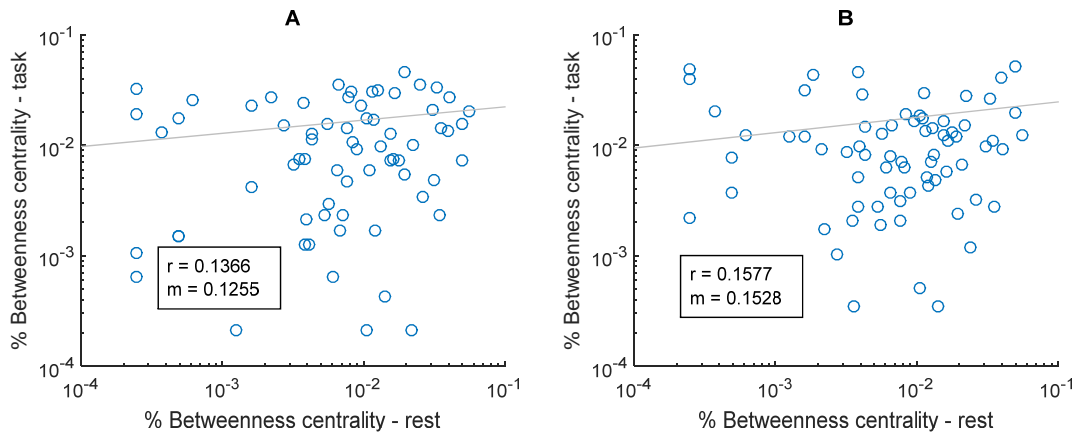 A
% Betweenness centrality - task
10^-1
10^-2
10^-3
10^-4
r = 0.1366
m = 0.1255
10^-4
10^-3
10^-2
10^-1
% Betweenness centrality - rest
B
% Betweenness centrality - task
10^-1
10^-2
10^-3
10^-4
r = 0.1577
m = 0.1528
10^-4
10^-3
10^-2
10^-1
% Betweenness centrality - rest